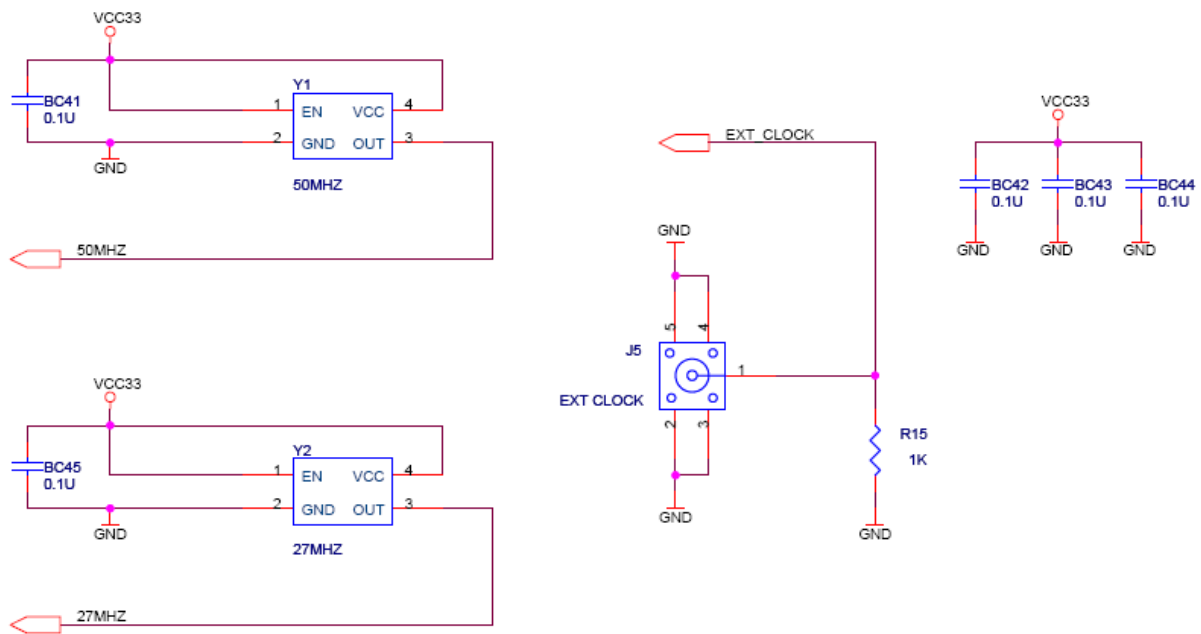 VCC33
BC41
0.1U
Y1
1
EN
VCC
4
2
GND
OUT
3
GND
50MHZ
50MHZ
VCC33
BC45
0.1U
Y2
1
EN
VCC
4
2
GND
OUT
3
GND
27MHZ
27MHZ
EXT_CLOCK
GND
5
4
J5
1
EXT CLOCK
2
3
GND
R15
1K
GND
VCC33
BC42
0.1U
BC43
0.1U
BC44
0.1U
GND
GND
GND